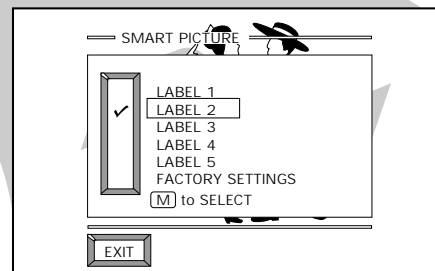 SMART PICTURE
LABEL 1
LABEL 2
LABEL 3
LABEL 4
LABEL 5
FACTORY SETTINGS
M to SELECT
EXIT